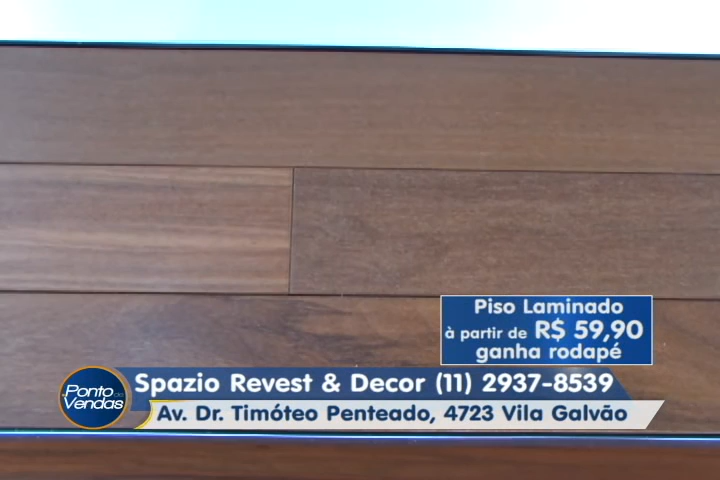 Piso Laminado
à partir de R$ 59,90
ganha rodapé
Ponto de
Vendas
Spazio Revest & Decor (11) 2937-8539
Av. Dr. Timóteo Penteado, 4723 Vila Galvão